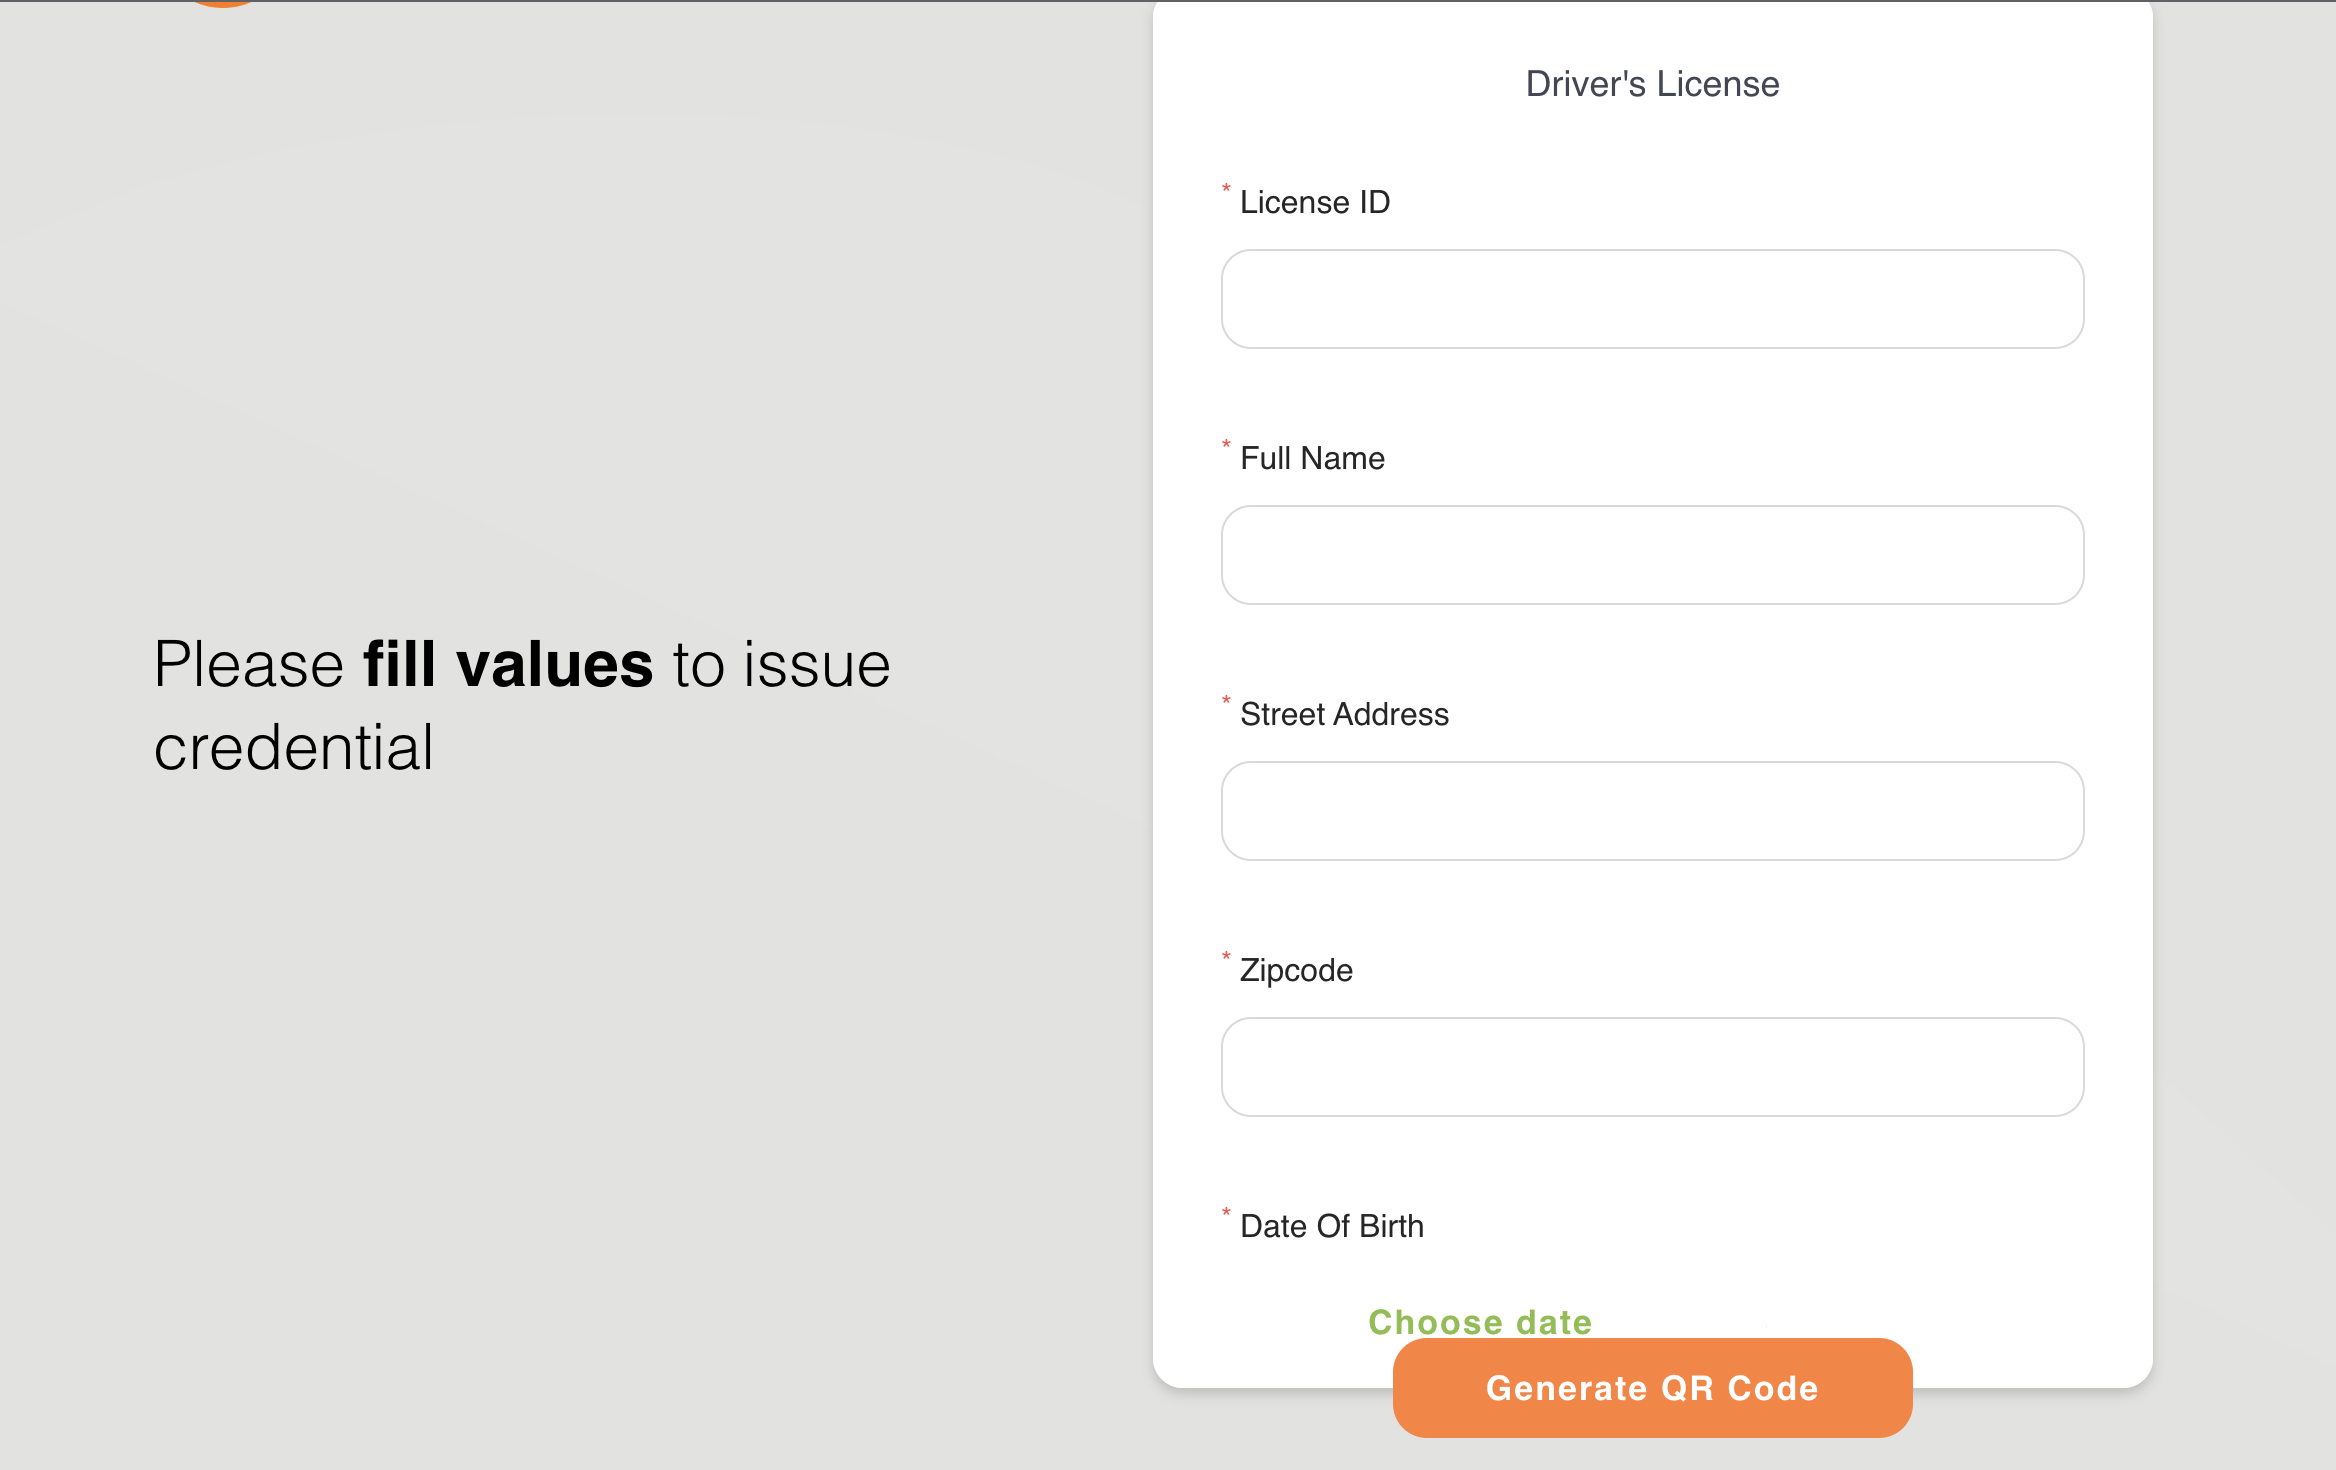 Please fill values to issue
credential
Driver's License
* License ID
* Full Name
* Street Address
* Zipcode
* Date Of Birth
Choose date
Generate QR Code